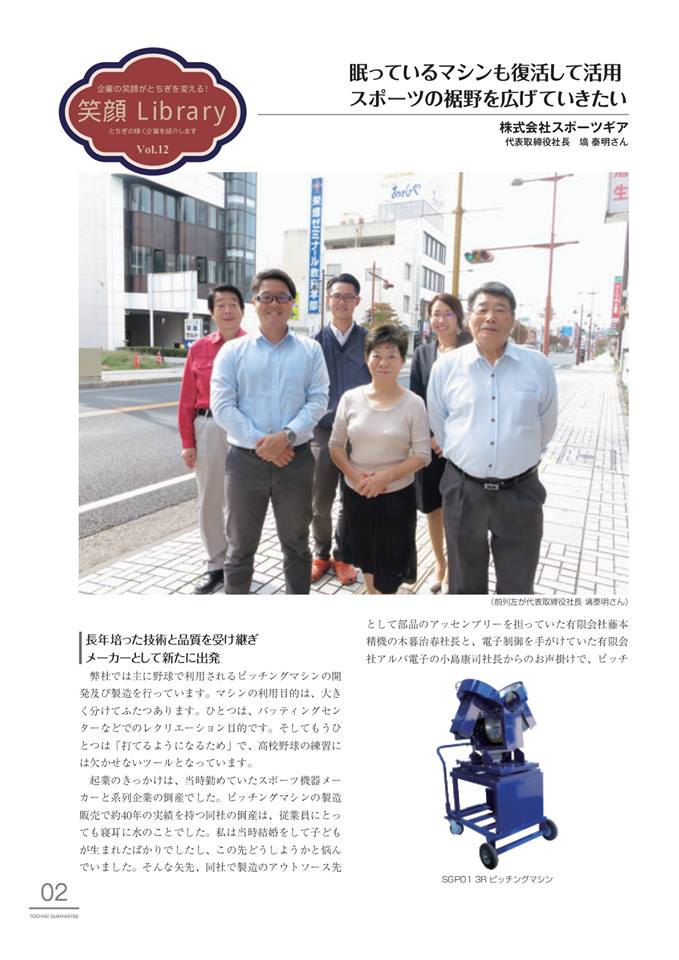 企業の笑顔がとちぎを変える！
笑顔 Library
とちぎの輝く企業を紹介します
Vol.12
眠っているマシンも復活して活用
スポーツの裾野を広げていきたい
株式会社スポーツギア
代表取締役社長　塙 泰明さん
栄光ゼミナール教育本部
（前列左が代表取締役社長 塙泰明さん）
長年培った技術と品質を受け継ぎ
メーカーとして新たに出発
弊社では主に野球で利用されるピッチングマシンの開
発及び製造を行っています。マシンの利用目的は、大き
く分けてふたつあります。ひとつは、バッティングセン
ターなどでのレクリエーション目的です。そしてもうひ
とつは「打てるようになるため」で、高校野球の練習に
は欠かせないツールとなっています。
起業のきっかけは、当時勤めていたスポーツ機器メー
カーと系列企業の倒産でした。ピッチングマシンの製造
販売で約40年の実績を持つ同社の倒産は、従業員にとっ
ても寝耳に水のことでした。私は当時結婚をして子ども
が生まれたばかりでしたし、この先どうしようかと悩ん
でいました。そんな矢先、同社で製造のアウトソース先
として部品のアッセンブリーを担っていた有限会社藤本
精機の木暮治春社長と、電子制御を手がけていた有限会
社アルバ電子の小島康司社長からのお声掛けで、ピッチ
SGP01 3R ピッチングマシン
02
TOCHIGI GUARANTEE